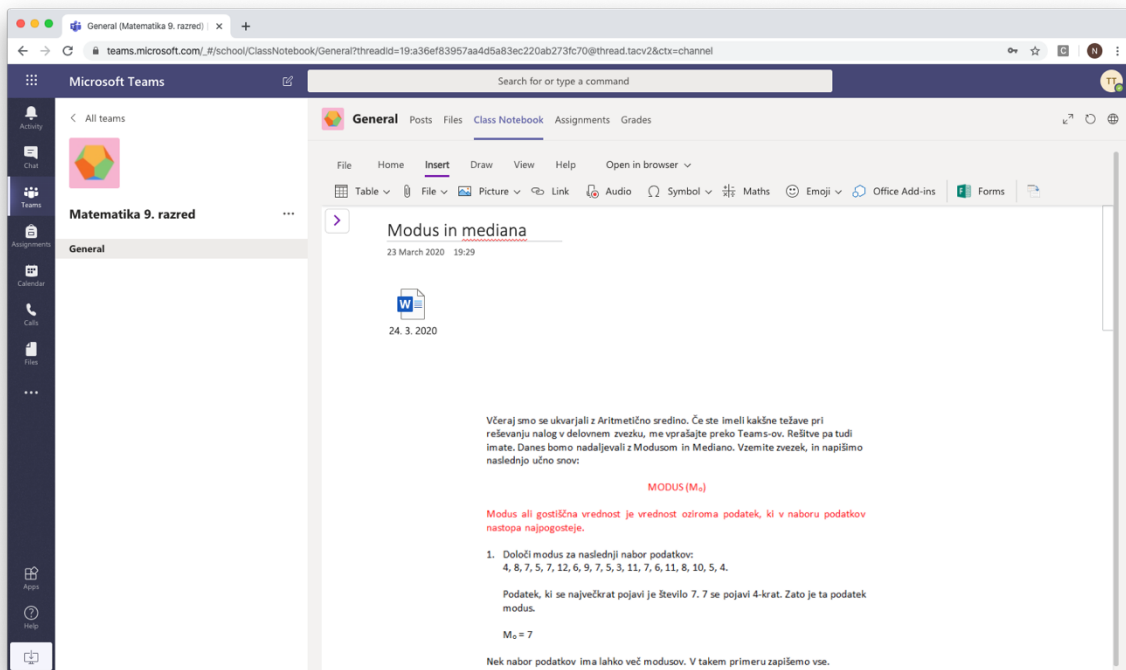 General (Matematika 9. razred)
teams.microsoft.com/_#/school/ClassNotebook/General?threadId=19:a36ef83957aa4d5a83ec220ab273fc70@thread.tacv2&ctx=channel
C
N
Microsoft Teams
Search for or type a command
TT
Activity
Chat
Teams
Assignments
Calendar
Calls
Files
Apps
Help
All teams
Matematika 9. razred
General
General Posts Files Class Notebook Assignments Grades
File Home Insert Draw View Help Open in browser
Table File Picture Link Audio Symbol Maths Emoji Office Add-ins Forms
Modus in mediana
23 March 2020 19:29
W
24. 3. 2020
Včeraj smo se ukvarjali z Aritmetično sredino. Če ste imeli kakšne težave pri
reševanju nalog v delovnem zvezku, me vprašajte preko Teams-ov. Rešitve pa tudi
imate. Danes bomo nadaljevali z Modusom in Mediano. Vzemite zvezek, in napišimo
naslednjo učno snov:
MODUS (Mₒ)
Modus ali gostiščna vrednost je vrednost oziroma podatek, ki v naboru podatkov
nastopa najpogosteje.
1. Določi modus za naslednji nabor podatkov:
4, 8, 7, 5, 7, 12, 6, 9, 7, 5, 3, 11, 7, 6, 11, 8, 10, 5, 4.
Podatek, ki se največkrat pojavi je število 7. 7 se pojavi 4-krat. Zato je ta podatek
modus.
Mₒ = 7
Nek nabor podatkov ima lahko več modusov. V takem primeru zapišemo vse.